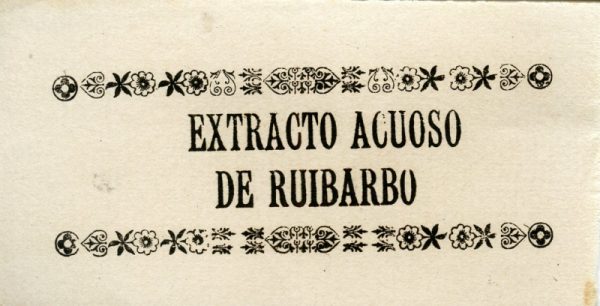 EXTRACTO ACUOSO
DE RUIBARBO